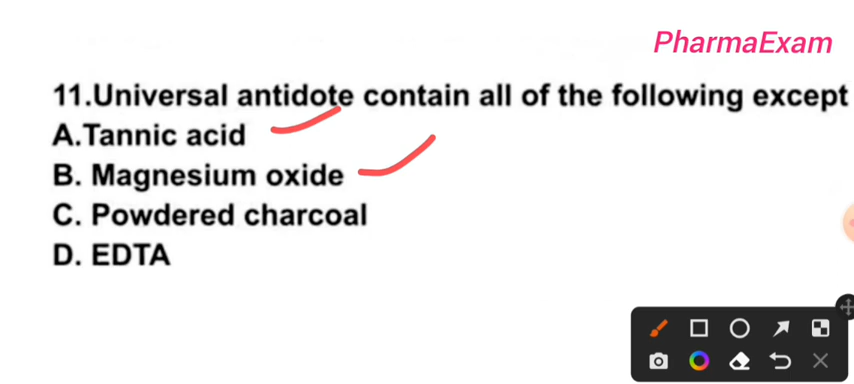 PharmaExam
11.Universal antidote contain all of the following except
A.Tannic acid
B. Magnesium oxide
C. Powdered charcoal
D. EDTA